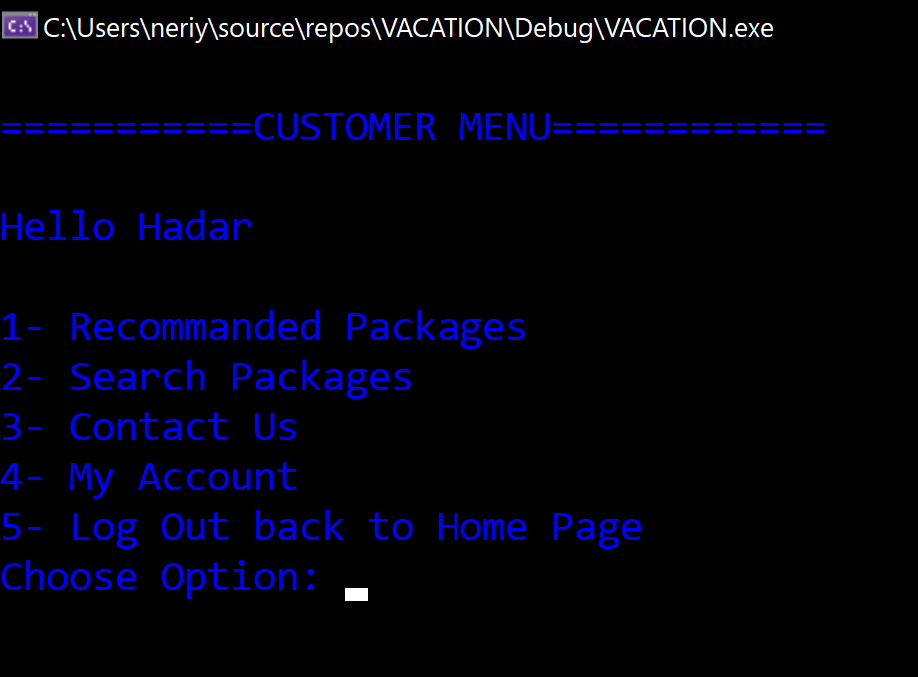 C:\Users\neriy\source\repos\VACATION\Debug\VACATION.exe
===========CUSTOMER MENU============
Hello Hadar
1- Recommanded Packages
2- Search Packages
3- Contact Us
4- My Account
5- Log Out back to Home Page
Choose Option: